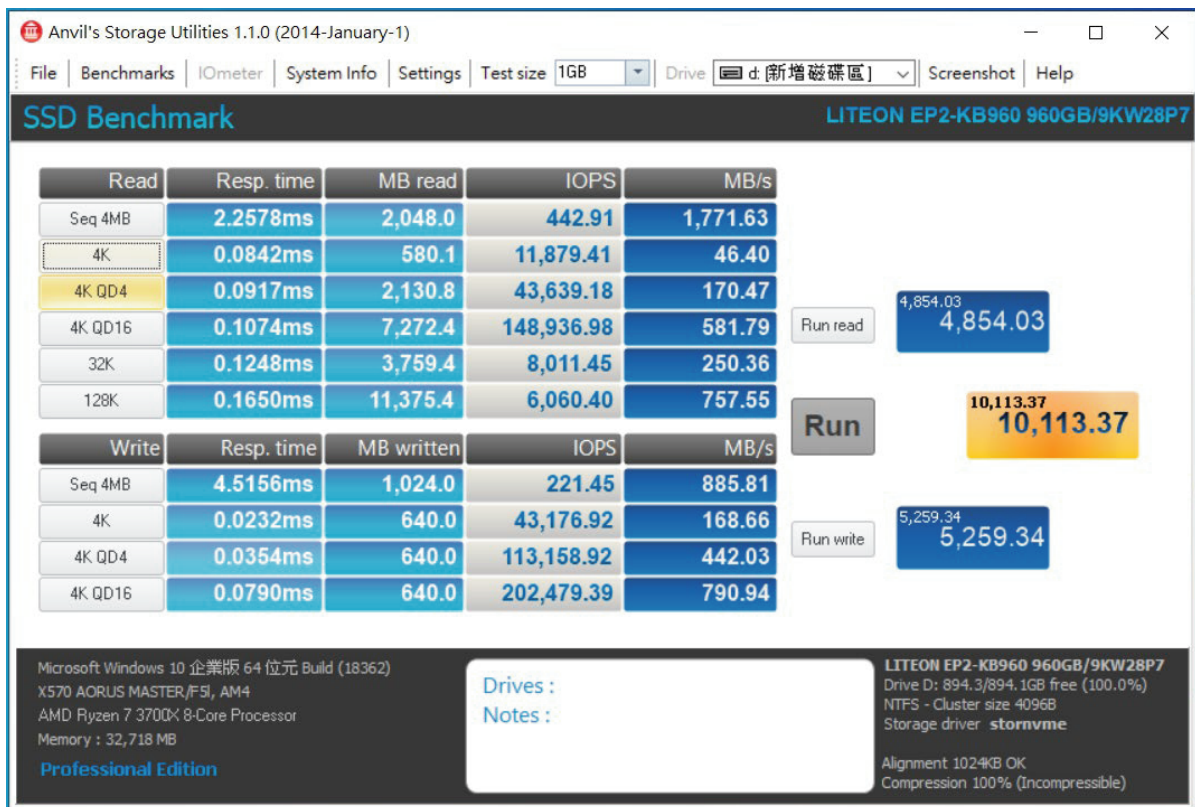 Anvil's Storage Utilities 1.1.0 (2014-January-1)
File Benchmarks IOmeter System Info Settings Test size 1GB Drive d: [新增磁碟區] Screenshot Help
SSD Benchmark LITEON EP2-KB960 960GB/9KW28P7
Read Resp. time MB read IOPS MB/s
Seq 4MB 2.2578ms 2,048.0 442.91 1,771.63
4K 0.0842ms 580.1 11,879.41 46.40
4K QD4 0.0917ms 2,130.8 43,639.18 170.47
4K QD16 0.1074ms 7,272.4 148,936.98 581.79
32K 0.1248ms 3,759.4 8,011.45 250.36
128K 0.1650ms 11,375.4 6,060.40 757.55
Run read
4,854.03
4,854.03
Run
10,113.37
10,113.37
Write Resp. time MB written IOPS MB/s
Seq 4MB 4.5156ms 1,024.0 221.45 885.81
4K 0.0232ms 640.0 43,176.92 168.66
4K QD4 0.0354ms 640.0 113,158.92 442.03
4K QD16 0.0790ms 640.0 202,479.39 790.94
Run write
5,259.34
5,259.34
Microsoft Windows 10 企業版 64 位元 Build (18362)
X570 AORUS MASTER/F5l, AM4
AMD Ryzen 7 3700X 8-Core Processor
Memory : 32,718 MB
Professional Edition
Drives :
Notes :
LITEON EP2-KB960 960GB/9KW28P7
Drive D: 894.3/894.1GB free (100.0%)
NTFS - Cluster size 4096B
Storage driver stornvme
Alignment 1024KB OK
Compression 100% (Incompressible)